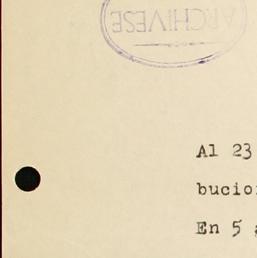 ARCHIVESE
Al 23
bucio
En 5 a